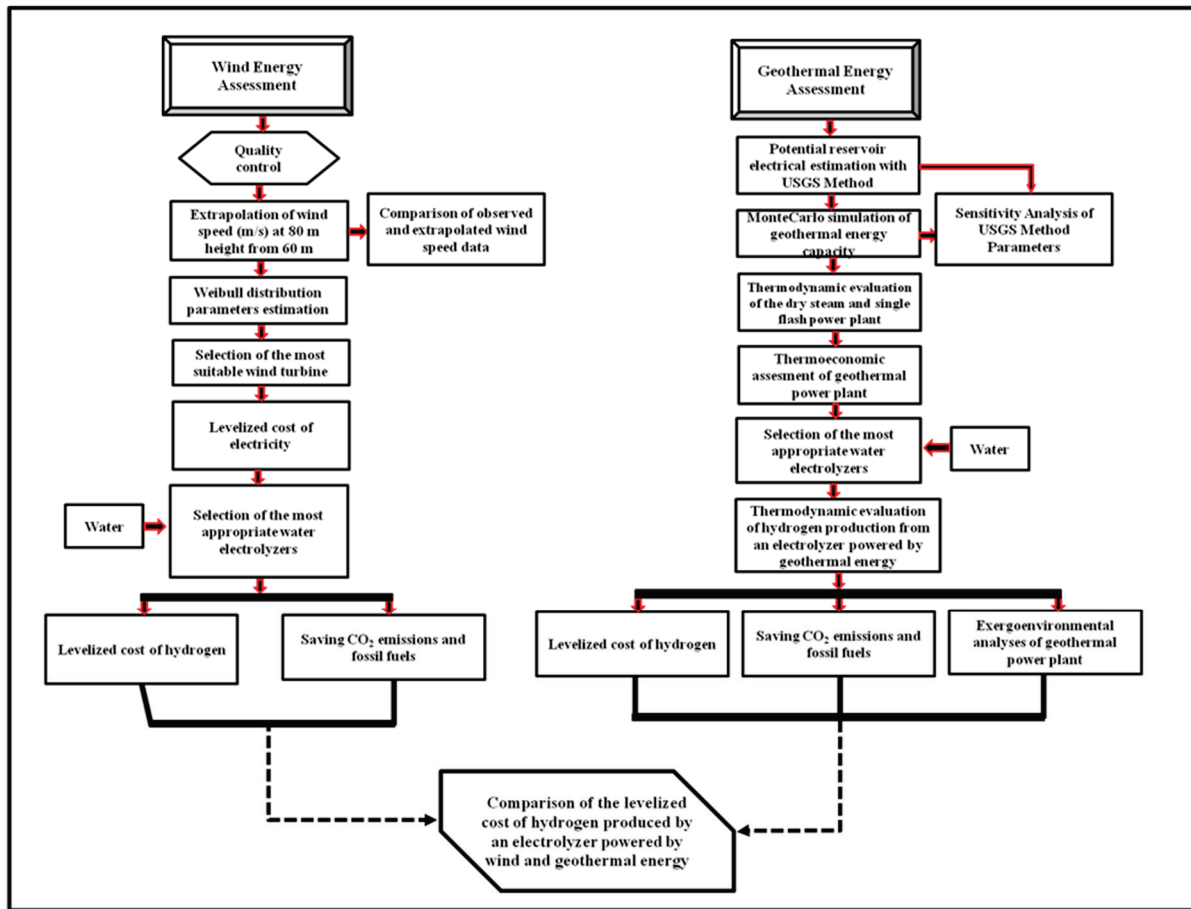 Wind Energy
Assessment
Quality
control
Extrapolation of wind
speed (m/s) at 80 m
height from 60 m
Comparison of observed
and extrapolated wind
speed data
Weibull distribution
parameters estimation
Selection of the most
suitable wind turbine
Levelized cost of
electricity
Water
Selection of the most
appropriate water
electrolyzers
Levelized cost of hydrogen
Saving CO₂ emissions and
fossil fuels
Geothermal Energy
Assessment
Potential reservoir
electrical estimation with
USGS Method
MonteCarlo simulation of
geothermal energy
capacity
Sensitivity Analysis of
USGS Method
Parameters
Thermodynamic evaluation
of the dry steam and single
flash power plant
Thermoeconomic
assesment of geothermal
power plant
Selection of the most
appropriate water
electrolyzers
Water
Thermodynamic evaluation
of hydrogen production from
an electrolyzer powered by
geothermal energy
Levelized cost of hydrogen
Saving CO₂ emissions and
fossil fuels
Exergoenvironmental
analyses of geothermal
power plant
Comparison of the levelized
cost of hydrogen produced by
an electrolyzer powered by
wind and geothermal energy